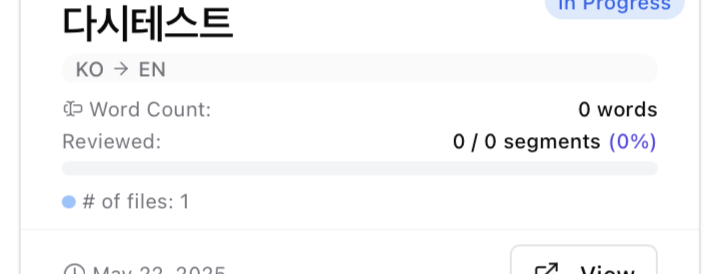 In Progress
다시테스트
KO → EN
Word Count: 0 words
Reviewed: 0 / 0 segments (0%)
# of files: 1
May 22, 2025
View